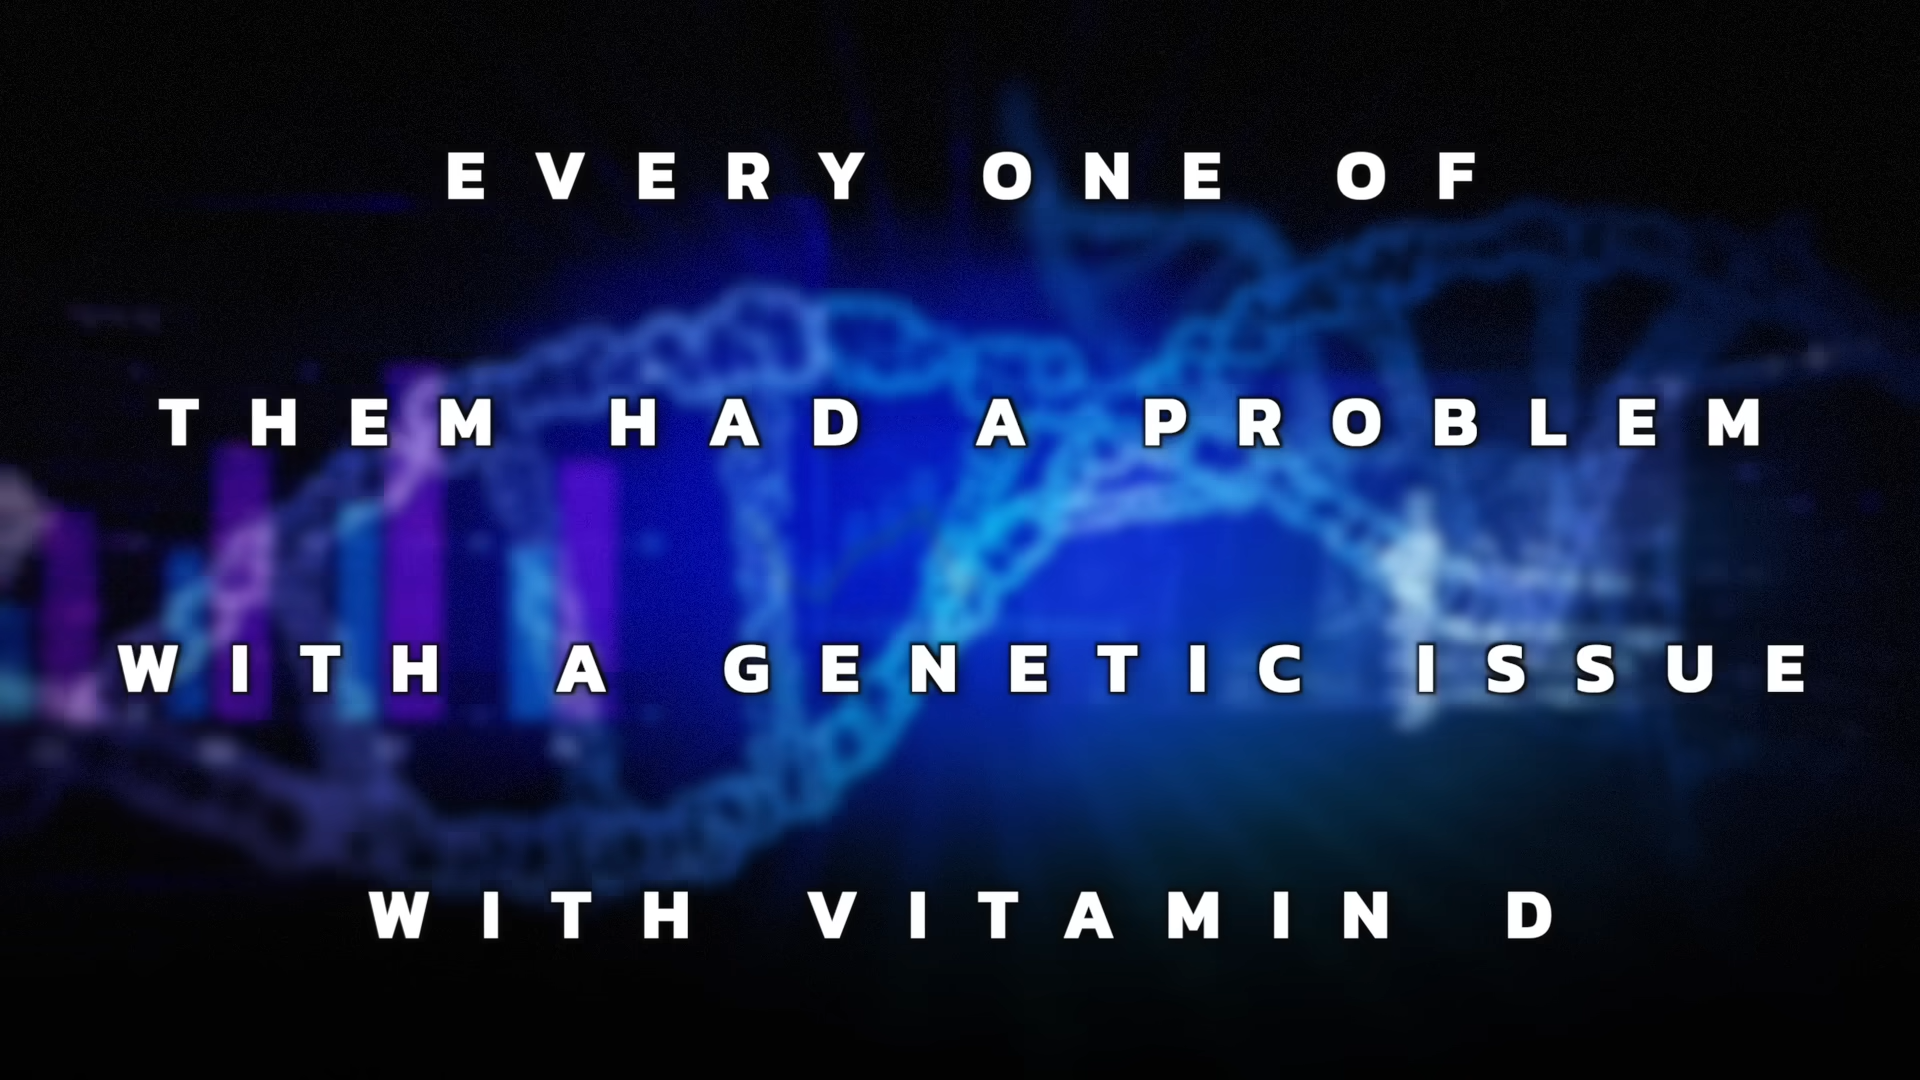 EVERY ONE OF
THEM HAD A PROBLEM
WITH A GENETIC ISSUE
WITH VITAMIN D